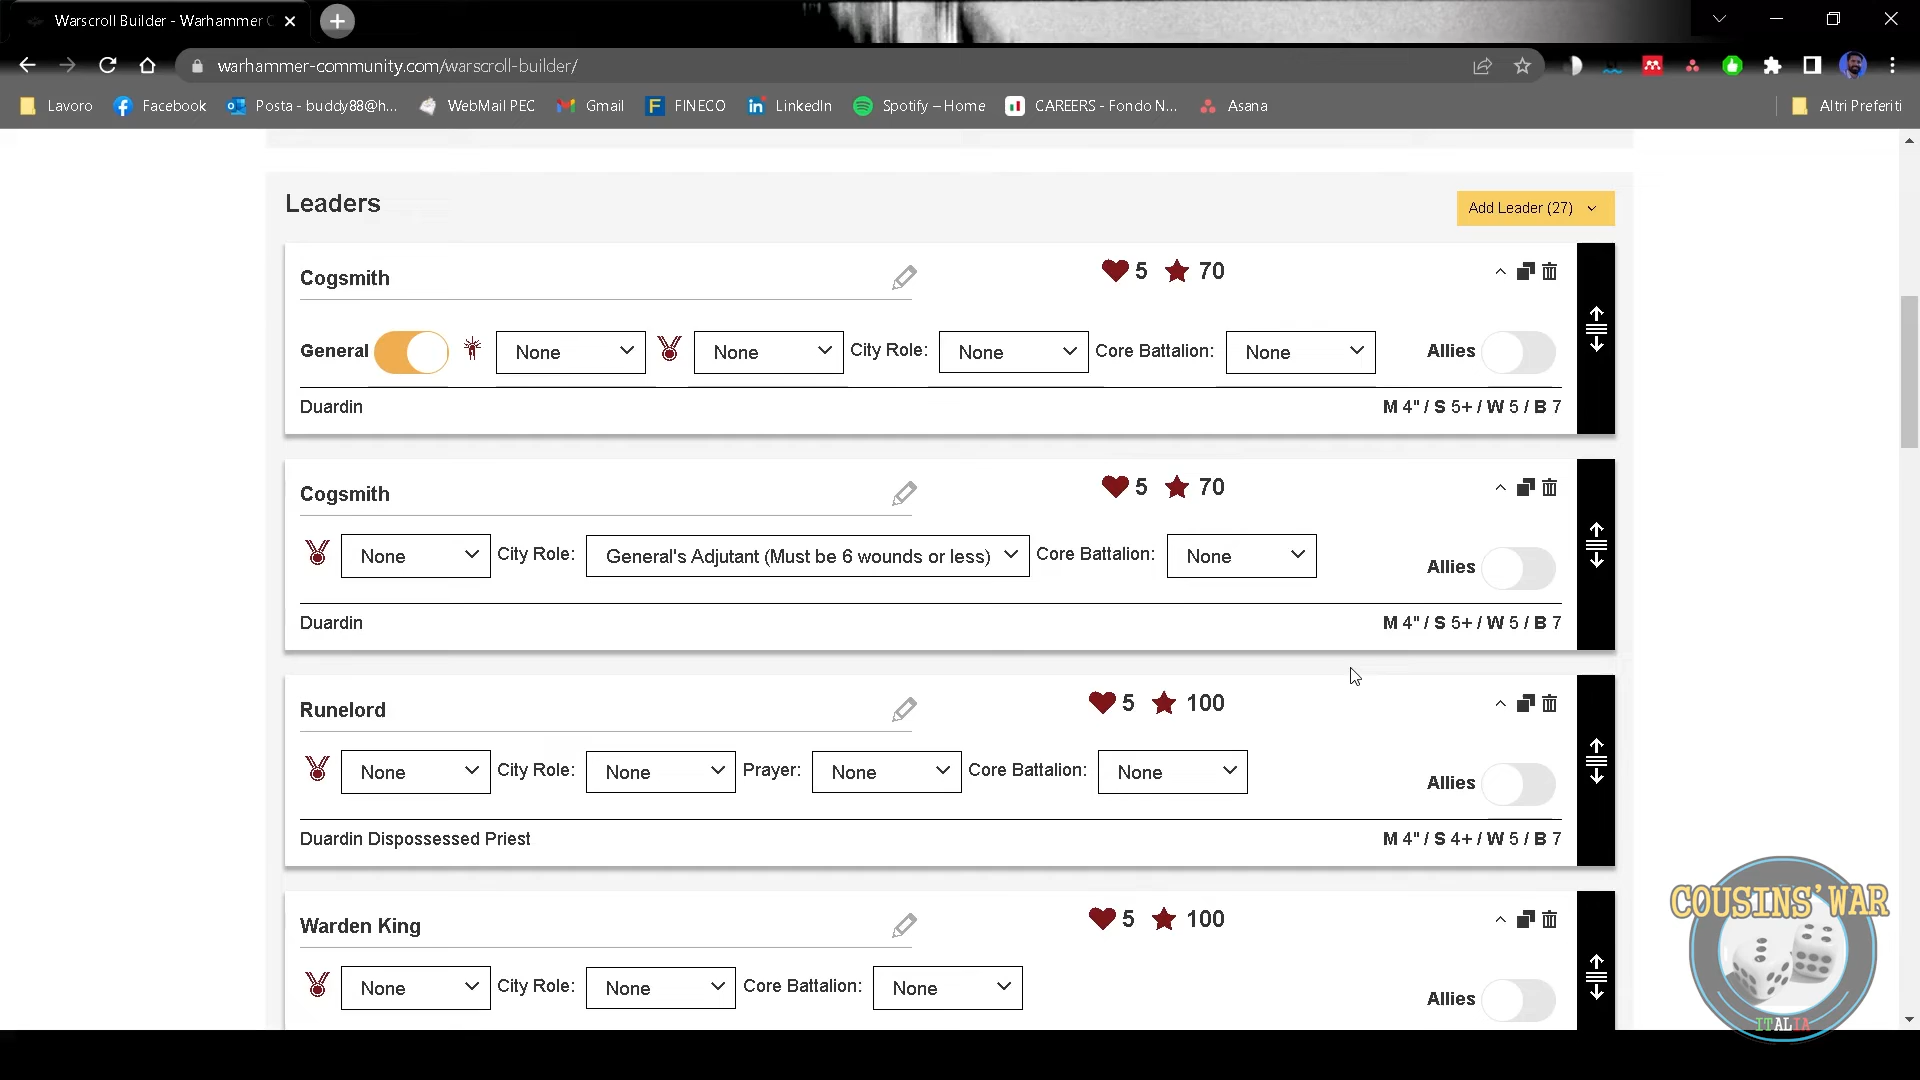 Warscroll Builder - Warhammer C
warhammer-community.com/warscroll-builder/
Lavoro Facebook Posta - buddy88@h... WebMail PEC Gmail FINECO LinkedIn Spotify – Home CAREERS - Fondo N... Asana Altri Preferiti
Leaders
Add Leader (27)
Cogsmith 5 70
General None None City Role: None Core Battalion: None Allies
Duardin M 4" / S 5+ / W 5 / B 7
Cogsmith 5 70
None City Role: General's Adjutant (Must be 6 wounds or less) Core Battalion: None Allies
Duardin M 4" / S 5+ / W 5 / B 7
Runelord 5 100
None City Role: None Prayer: None Core Battalion: None Allies
Duardin Dispossessed Priest M 4" / S 4+ / W 5 / B 7
Warden King 5 100
None City Role: None Core Battalion: None Allies
COUSINS' WAR
ITALIA